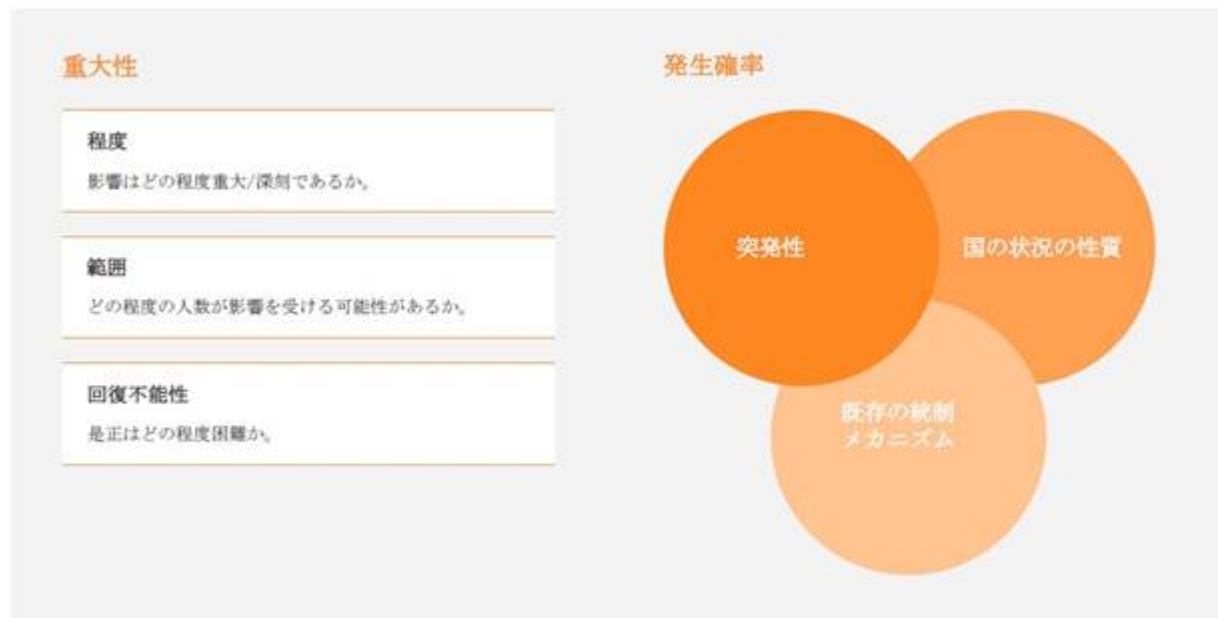 重大性
程度
影響はどの程度重大/深刻であるか。
範囲
どの程度の人数が影響を受ける可能性があるか。
回復不能性
是正はどの程度困難か。
発生確率
突発性
国の状況の性質
既存の統制
メカニズム